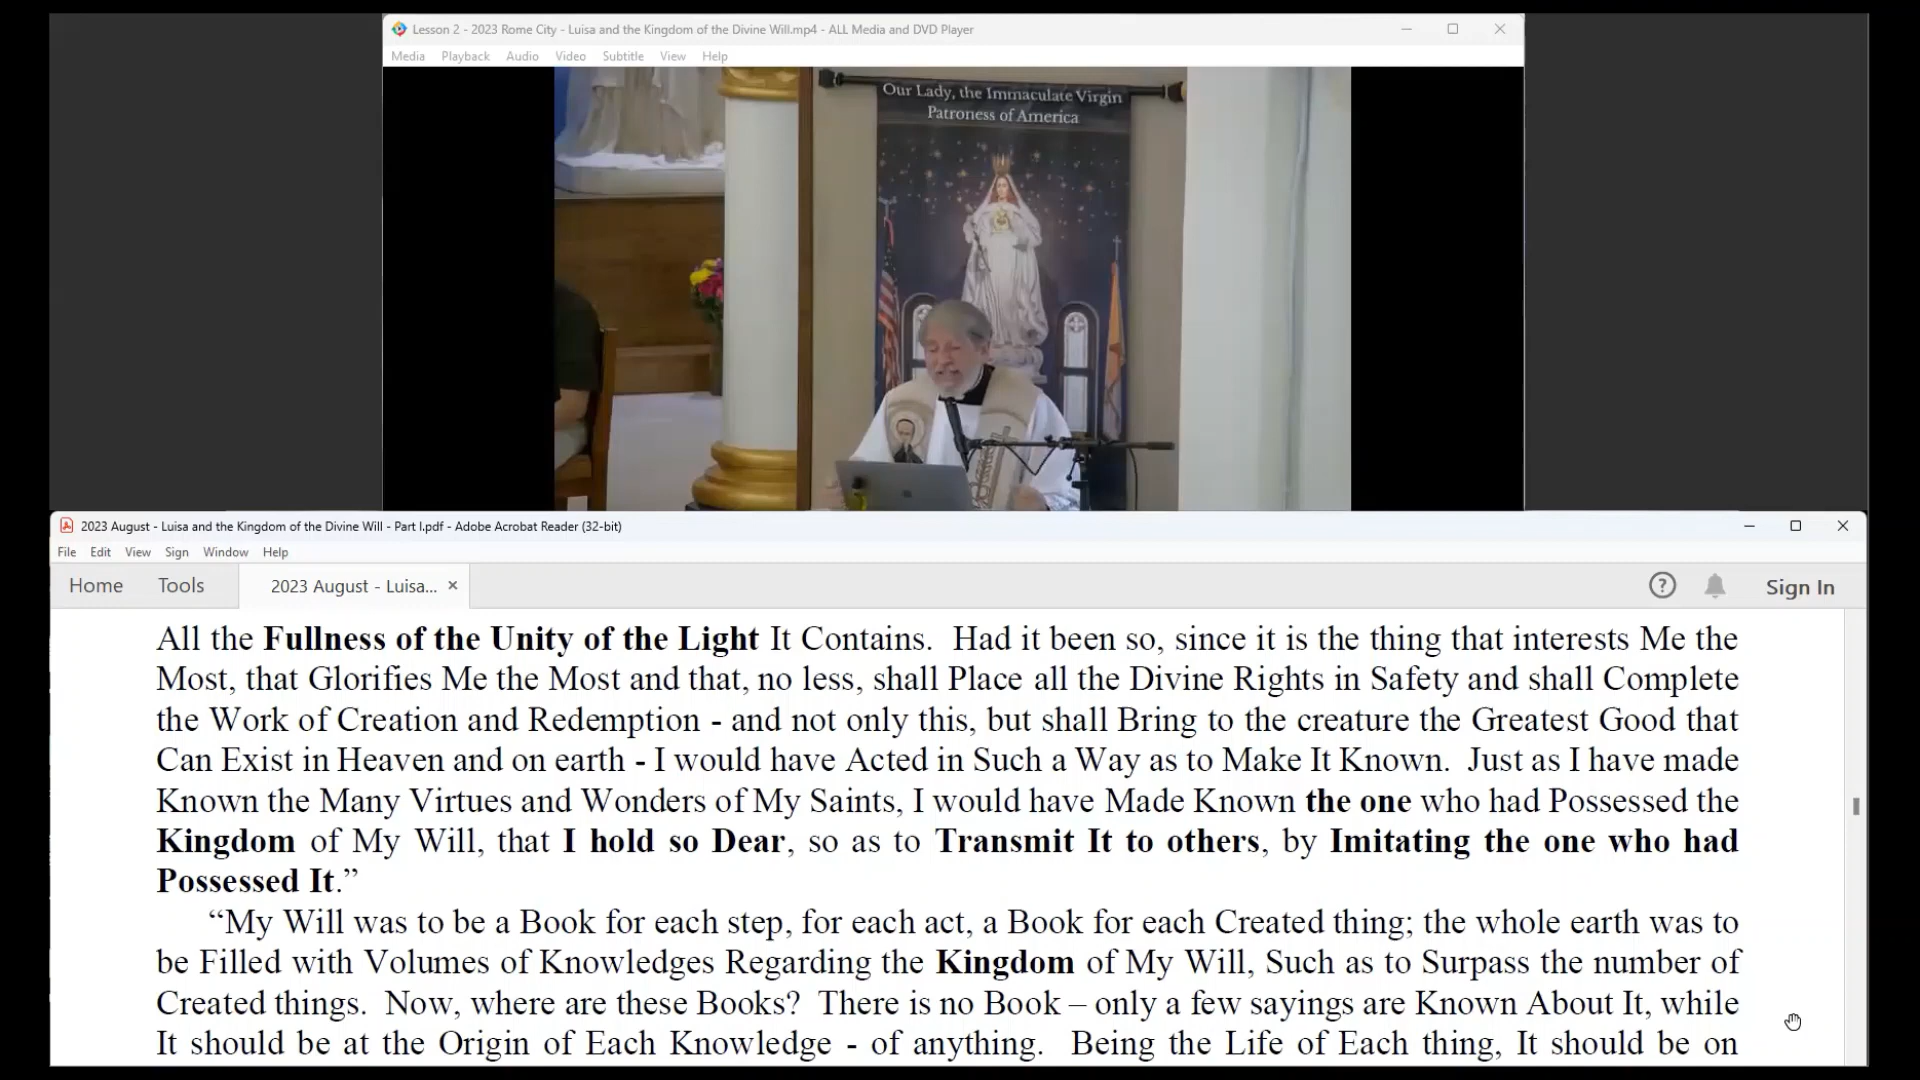 Lesson 2 - 2023 Rome City - Luisa and the Kingdom of the Divine Will.mp4 - ALL Media and DVD Player
Media Playback Audio Video Subtitle View Help
Our Lady, the Immaculate Virgin
Patroness of America
2023 August - Luisa and the Kingdom of the Divine Will - Part I.pdf - Adobe Acrobat Reader (32-bit)
File Edit View Sign Window Help
Home Tools 2023 August - Luisa... × ? Sign In
All the Fullness of the Unity of the Light It Contains. Had it been so, since it is the thing that interests Me the
Most, that Glorifies Me the Most and that, no less, shall Place all the Divine Rights in Safety and shall Complete
the Work of Creation and Redemption - and not only this, but shall Bring to the creature the Greatest Good that
Can Exist in Heaven and on earth - I would have Acted in Such a Way as to Make It Known. Just as I have made
Known the Many Virtues and Wonders of My Saints, I would have Made Known the one who had Possessed the
Kingdom of My Will, that I hold so Dear, so as to Transmit It to others, by Imitating the one who had
Possessed It.”
“My Will was to be a Book for each step, for each act, a Book for each Created thing; the whole earth was to
be Filled with Volumes of Knowledges Regarding the Kingdom of My Will, Such as to Surpass the number of
Created things. Now, where are these Books? There is no Book – only a few sayings are Known About It, while
It should be at the Origin of Each Knowledge - of anything. Being the Life of Each thing, It should be on